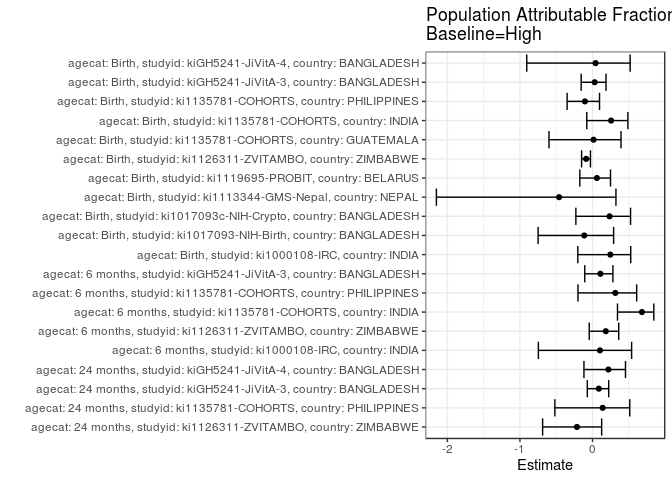 Population Attributable Fraction
Baseline=High
agecat: Birth, studyid: kiGH5241-JiVitA-4, country: BANGLADESH
agecat: Birth, studyid: kiGH5241-JiVitA-3, country: BANGLADESH
agecat: Birth, studyid: ki1135781-COHORTS, country: PHILIPPINES
agecat: Birth, studyid: ki1135781-COHORTS, country: INDIA
agecat: Birth, studyid: ki1135781-COHORTS, country: GUATEMALA
agecat: Birth, studyid: ki1126311-ZVITAMBO, country: ZIMBABWE
agecat: Birth, studyid: ki1119695-PROBIT, country: BELARUS
agecat: Birth, studyid: ki1113344-GMS-Nepal, country: NEPAL
agecat: Birth, studyid: ki1017093c-NIH-Crypto, country: BANGLADESH
agecat: Birth, studyid: ki1017093-NIH-Birth, country: BANGLADESH
agecat: Birth, studyid: ki1000108-IRC, country: INDIA
agecat: 6 months, studyid: kiGH5241-JiVitA-3, country: BANGLADESH
agecat: 6 months, studyid: ki1135781-COHORTS, country: PHILIPPINES
agecat: 6 months, studyid: ki1135781-COHORTS, country: INDIA
agecat: 6 months, studyid: ki1126311-ZVITAMBO, country: ZIMBABWE
agecat: 6 months, studyid: ki1000108-IRC, country: INDIA
agecat: 24 months, studyid: kiGH5241-JiVitA-4, country: BANGLADESH
agecat: 24 months, studyid: kiGH5241-JiVitA-3, country: BANGLADESH
agecat: 24 months, studyid: ki1135781-COHORTS, country: PHILIPPINES
agecat: 24 months, studyid: ki1126311-ZVITAMBO, country: ZIMBABWE
-2 -1 0
Estimate